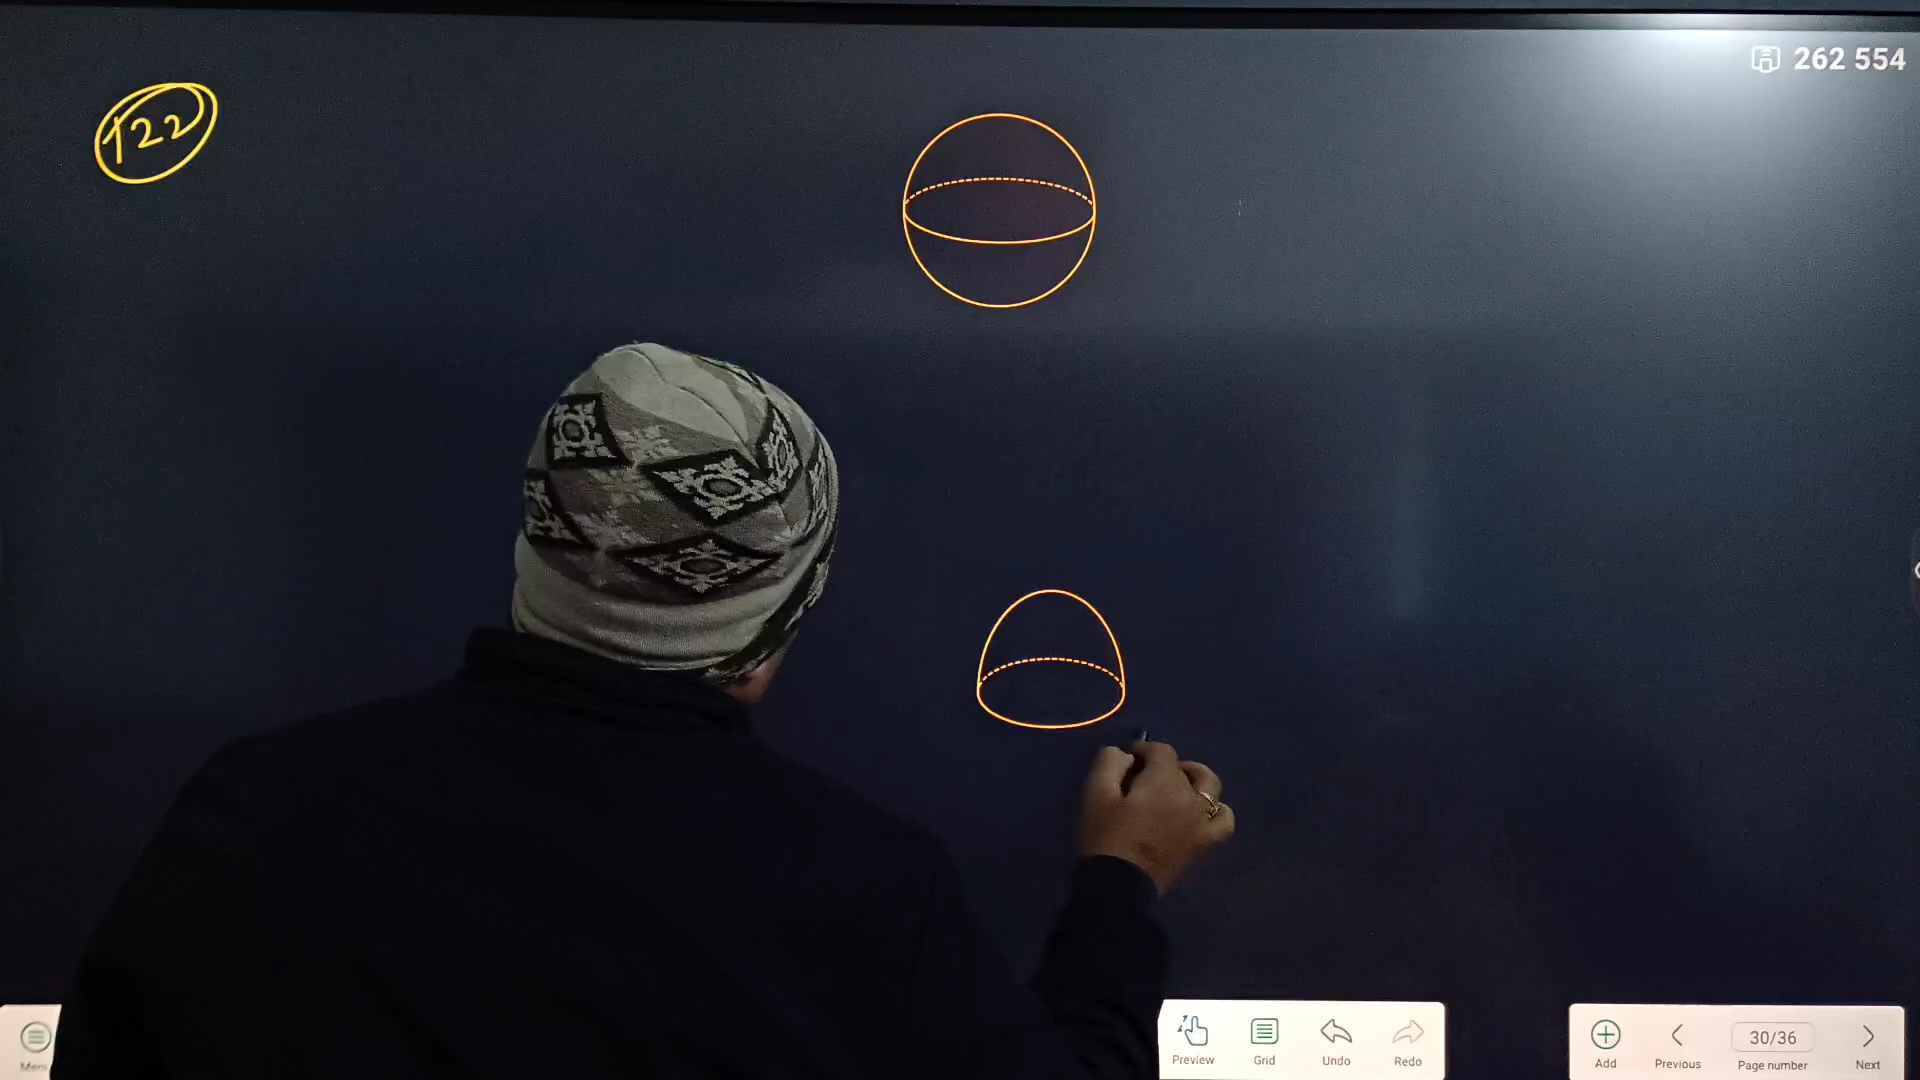 122
262 554
Preview
Grid
Undo
Redo
Add
Previous
30/36
Page number
Next